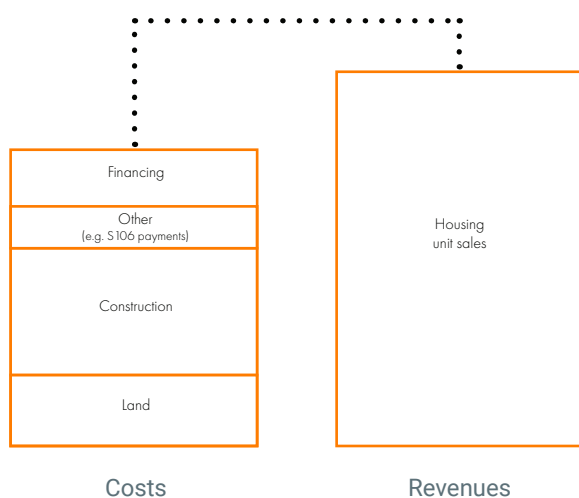 Financing
Other
(e.g. S106 payments)
Construction
Land
Housing
unit sales
Costs
Revenues